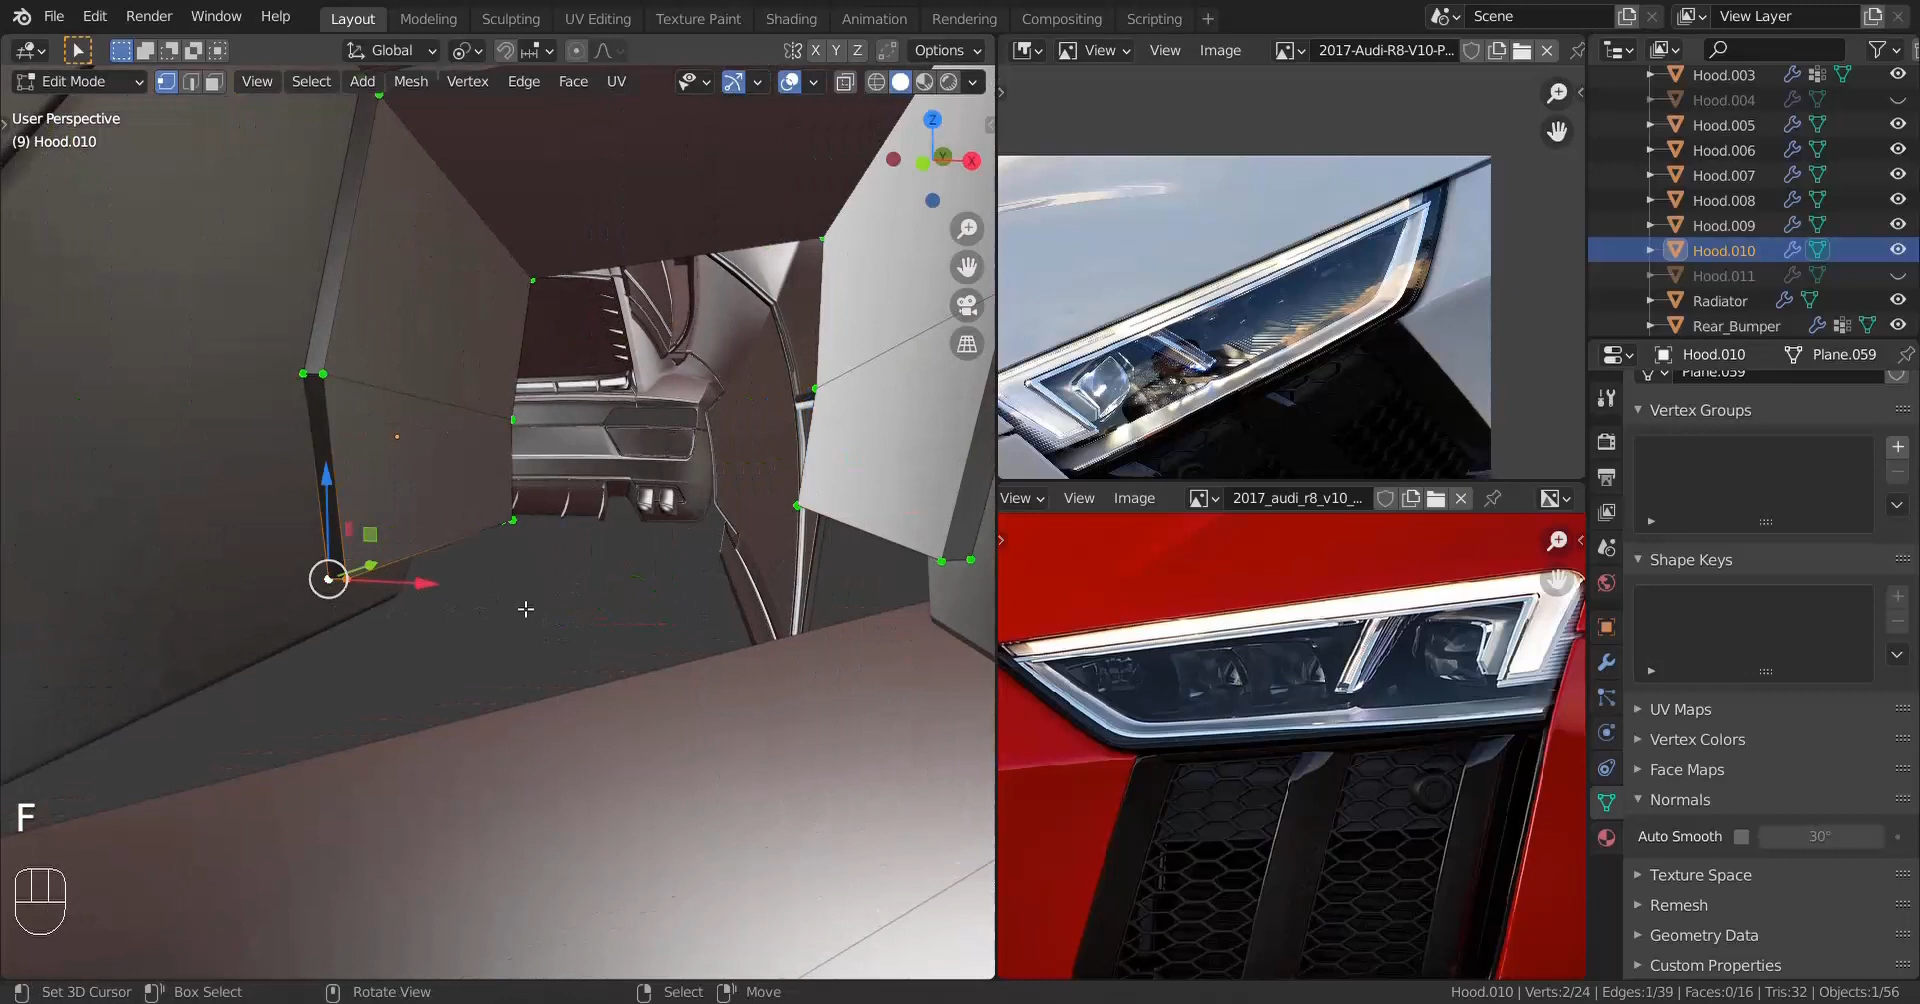 File Edit Render Window Help Layout Modeling Sculpting UV Editing Texture Paint Shading Animation Rendering Compositing Scripting + Scene View Layer
Global X Y Z Options View View Image 2017-Audi-R8-V10-P...
Edit Mode View Select Add Mesh Vertex Edge Face UV
User Perspective
(9) Hood.010
Z
Y
X
Hood.003
Hood.004
Hood.005
Hood.006
Hood.007
Hood.008
Hood.009
Hood.010
Hood.011
Radiator
Rear_Bumper
Hood.010 Plane.059
Plane.059
Vertex Groups
View View Image 2017_audi_r8_v10_...
Shape Keys
UV Maps
Vertex Colors
Face Maps
Normals
Auto Smooth 30°
Texture Space
Remesh
Geometry Data
Custom Properties
F
Set 3D Cursor Box Select Rotate View Select Move Hood.010 | Verts:2/24 | Edges:1/39 | Faces:0/16 | Tris:32 | Objects:1/56